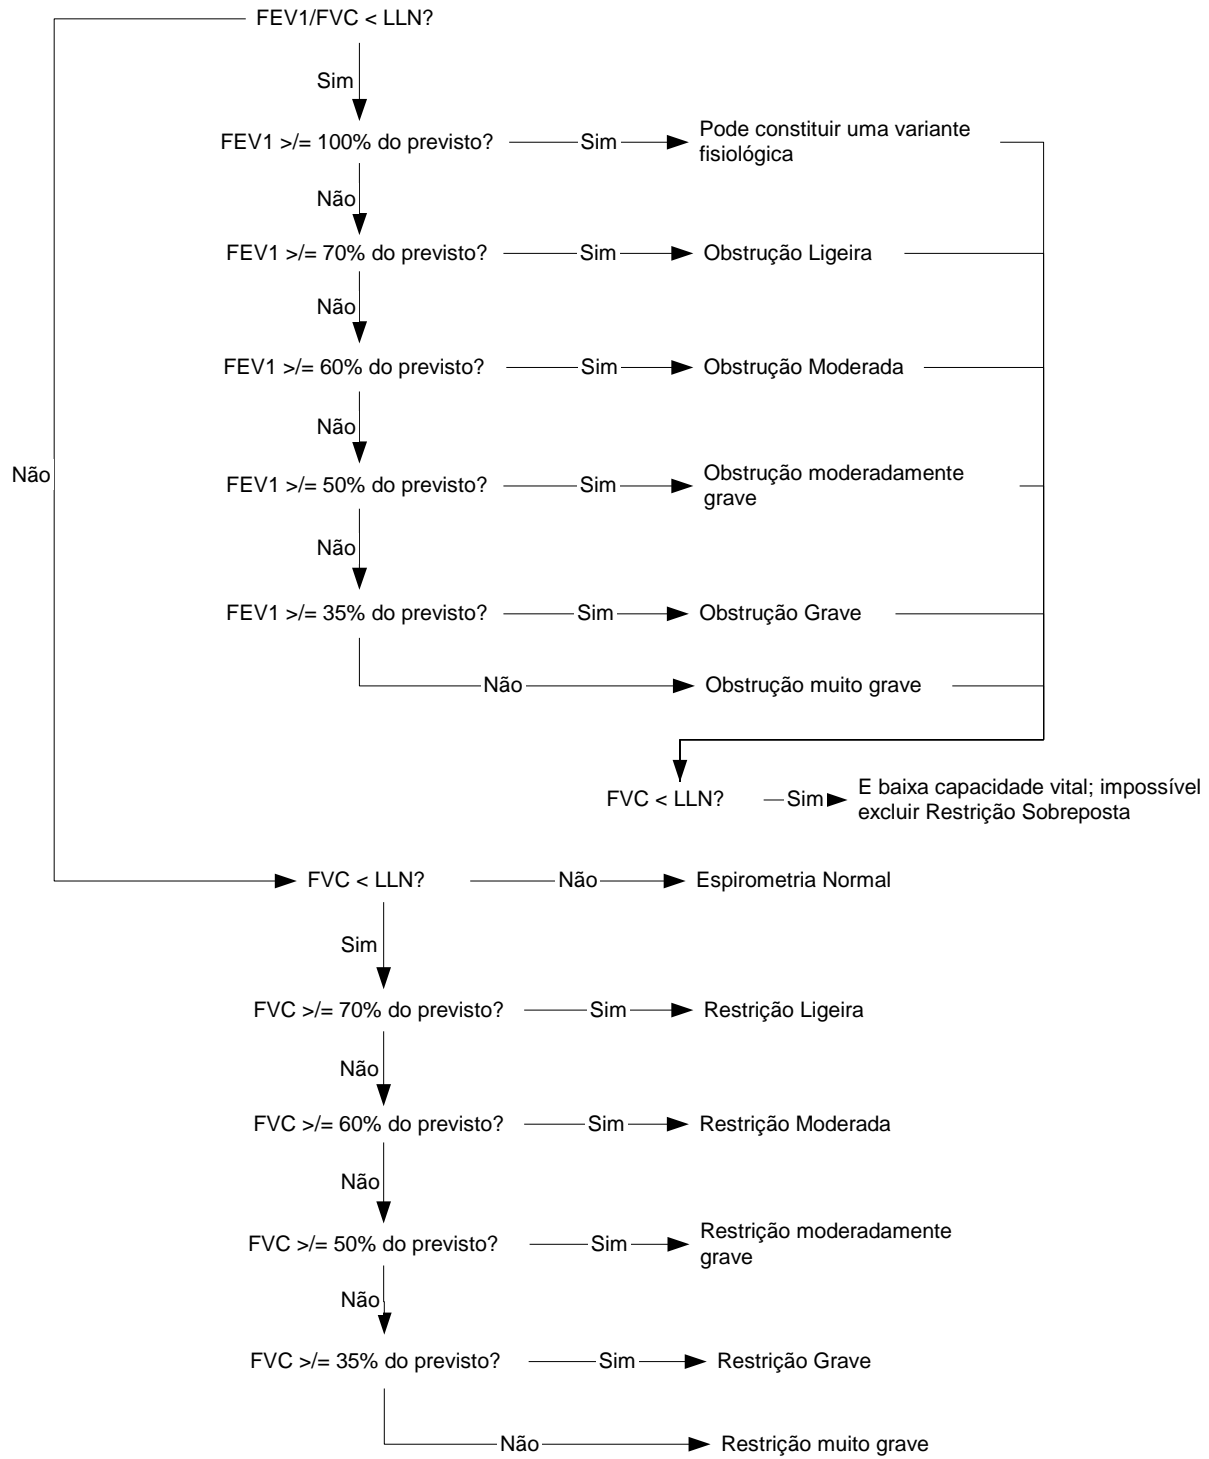 FEV1/FVC < LLN?
Sim
FEV1 >/= 100% do previsto?
Sim
Pode constituir uma variante
fisiológica
Não
FEV1 >/= 70% do previsto?
Sim
Obstrução Ligeira
Não
FEV1 >/= 60% do previsto?
Sim
Obstrução Moderada
Não
Não
FEV1 >/= 50% do previsto?
Sim
Obstrução moderadamente
grave
Não
FEV1 >/= 35% do previsto?
Sim
Obstrução Grave
Não
Obstrução muito grave
FVC < LLN?
Sim
E baixa capacidade vital; impossível
excluir Restrição Sobreposta
FVC < LLN?
Não
Espirometria Normal
Sim
FVC >/= 70% do previsto?
Sim
Restrição Ligeira
Não
FVC >/= 60% do previsto?
Sim
Restrição Moderada
Não
FVC >/= 50% do previsto?
Sim
Restrição moderadamente
grave
Não
FVC >/= 35% do previsto?
Sim
Restrição Grave
Não
Restrição muito grave